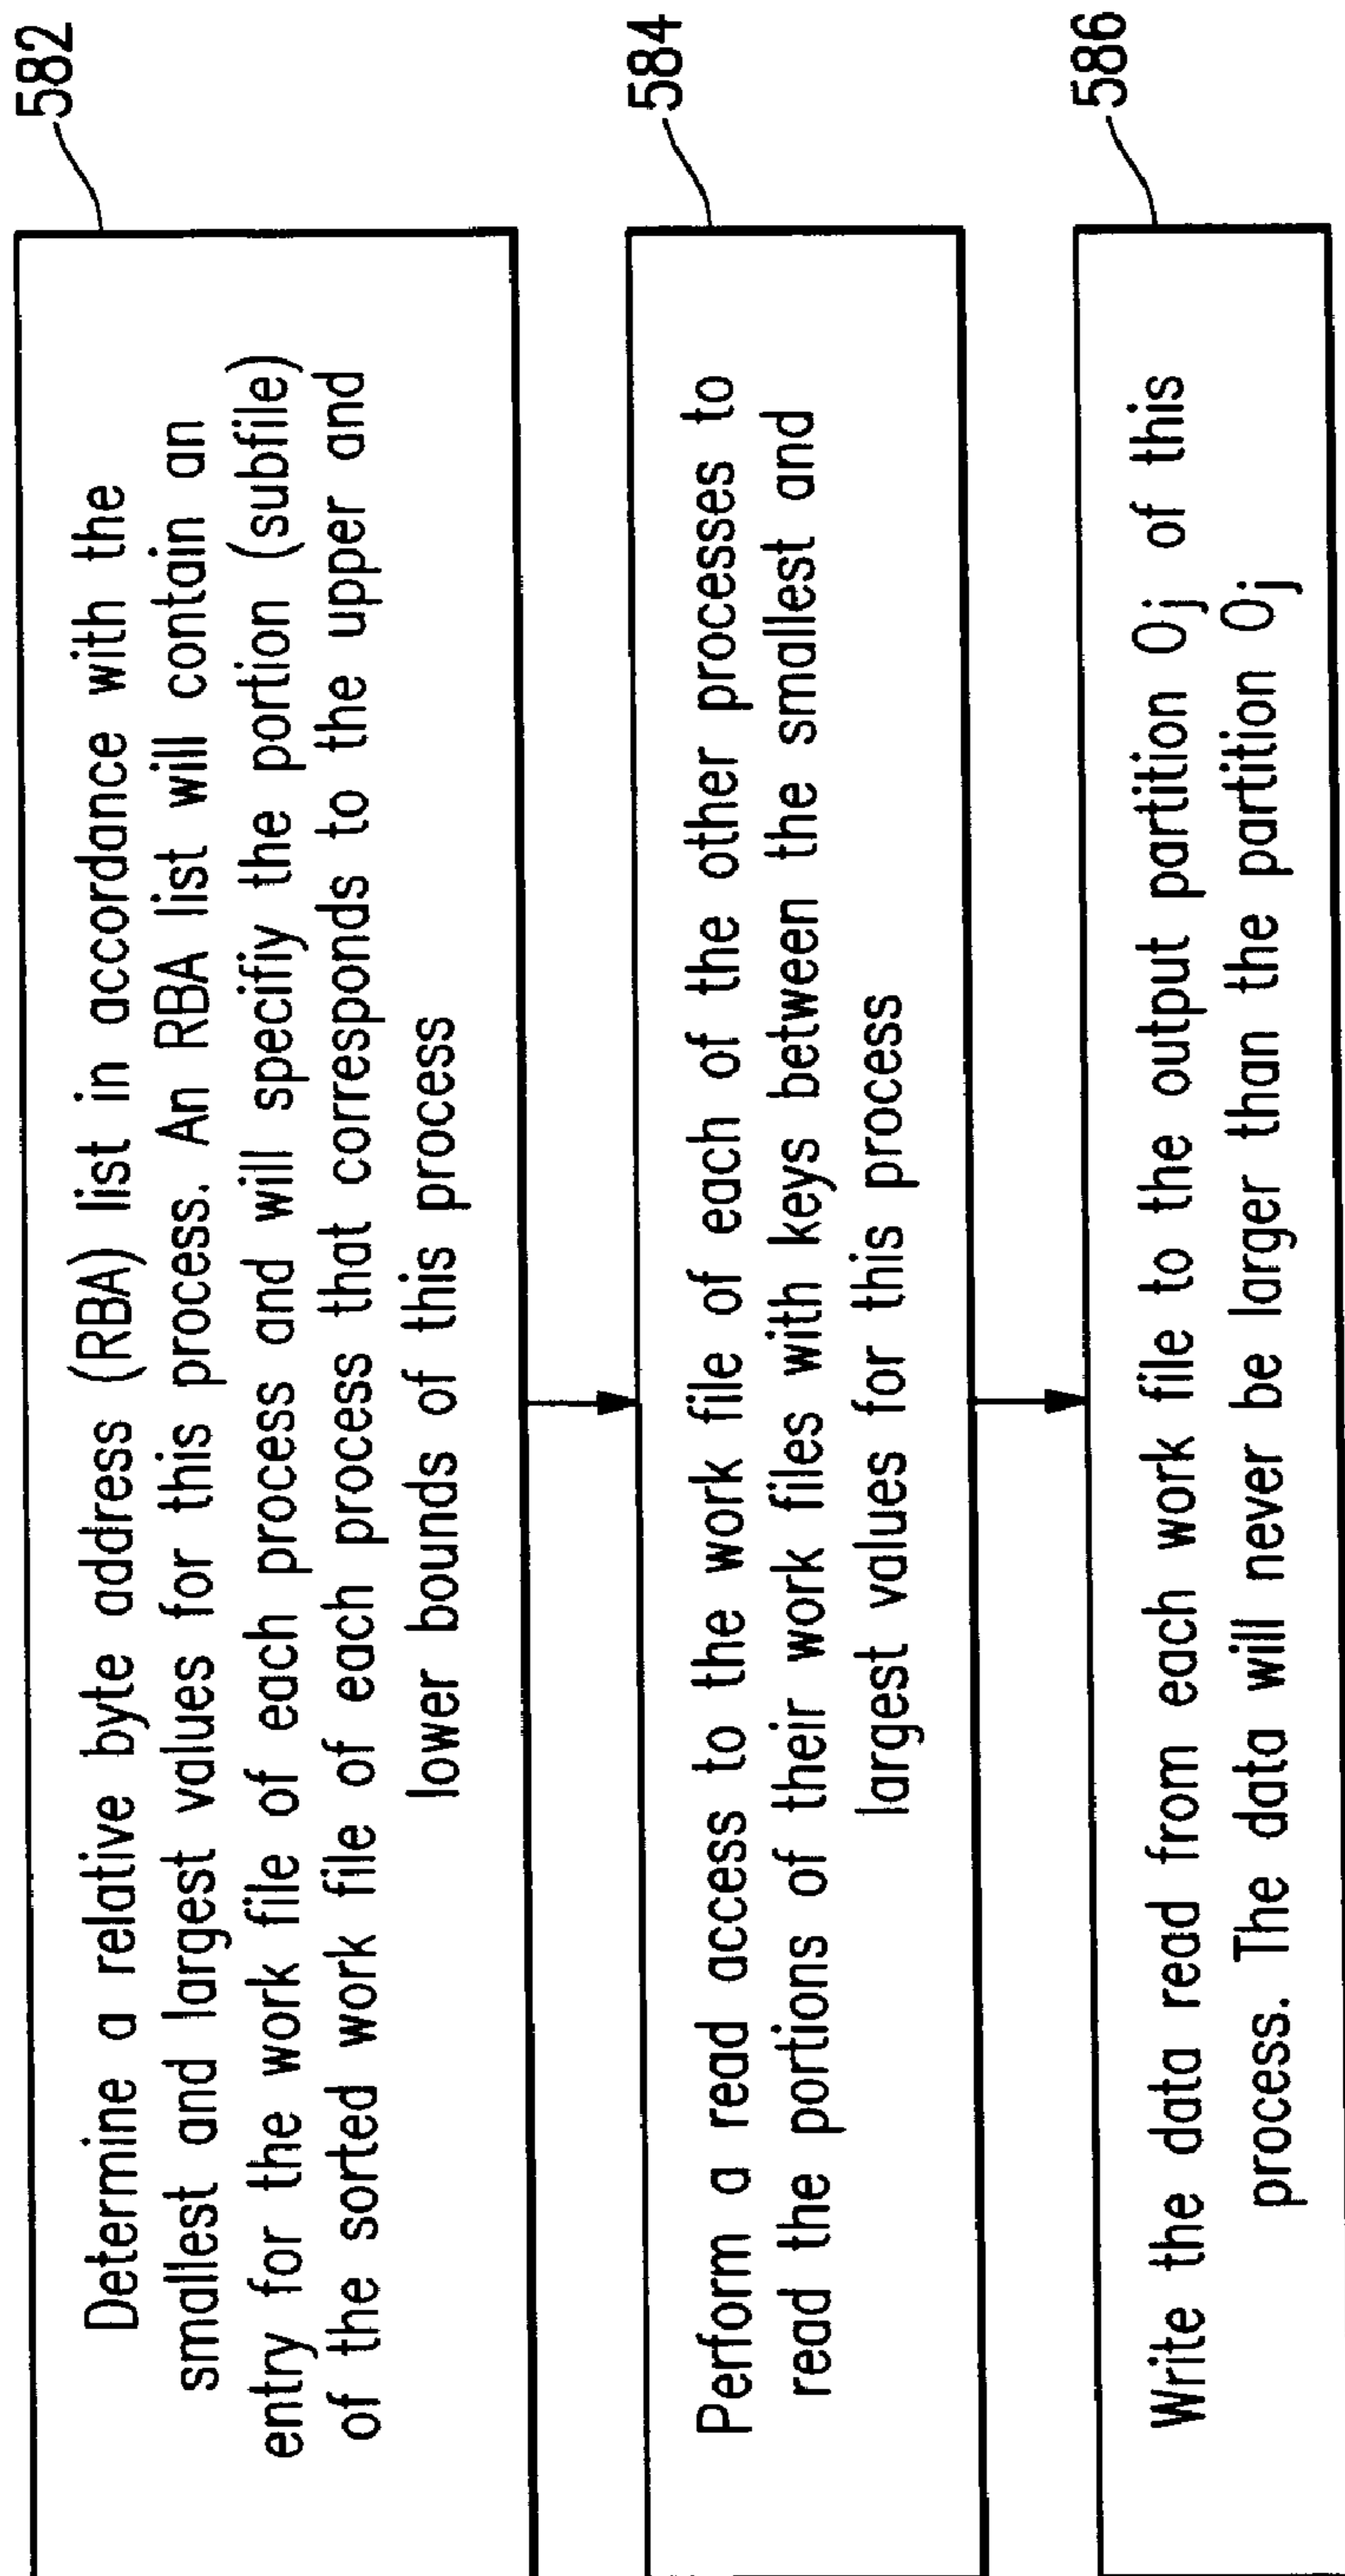 582
Determine a relative byte address (RBA) list in accordance with the
smallest and largest values for this process. An RBA list will contain an
entry for the work file of each process and will specifiy the portion (subfile)
of the sorted work file of each process that corresponds to the upper and
lower bounds of this process
584
Perform a read access to the work file of each of the other processes to
read the portions of their work files with keys between the smallest and
largest values for this process
586
Write the data read from each work file to the output partition Oj of this
process. The data will never be larger than the partition Oj